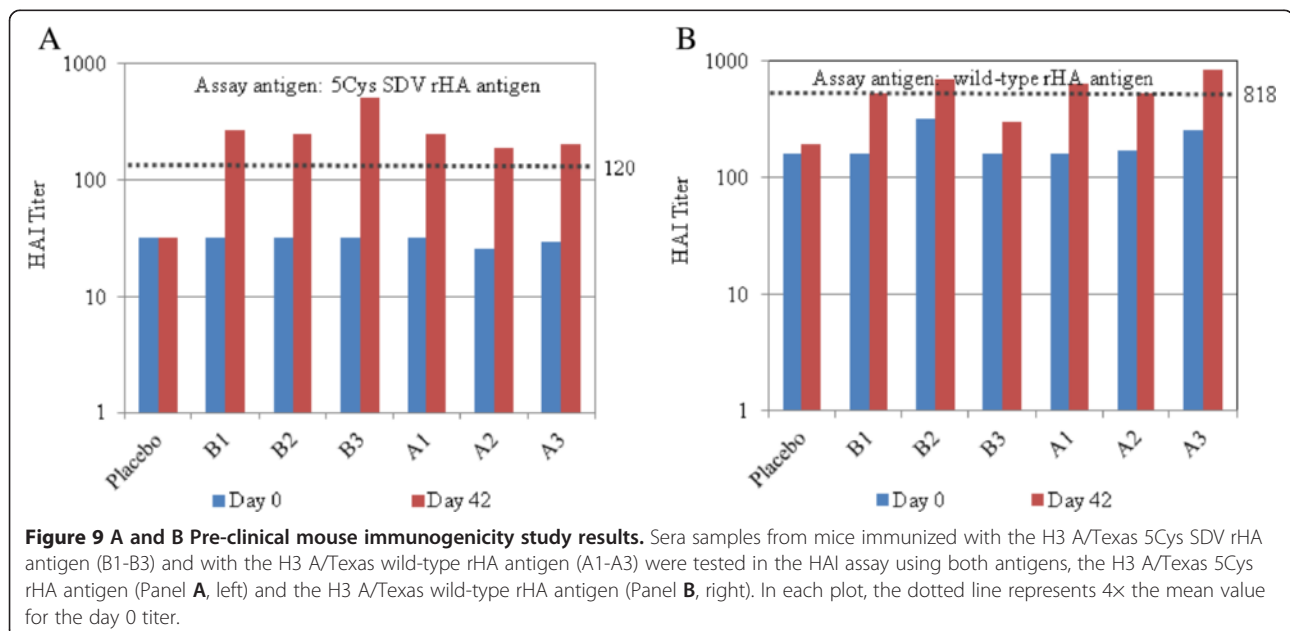 A
Assay antigen: 5Cys SDV rHA antigen
HAI Titer
1000
100
10
1
120
Placebo
B1
B2
B3
A1
A2
A3
Day 0
Day 42
B
Assay antigen: wild-type rHA antigen
HAI Titer
1000
100
10
1
818
Placebo
B1
B2
B3
A1
A2
A3
Day 0
Day 42
Figure 9 A and B Pre-clinical mouse immunogenicity study results. Sera samples from mice immunized with the H3 A/Texas 5Cys SDV rHA
antigen (B1-B3) and with the H3 A/Texas wild-type rHA antigen (A1-A3) were tested in the HAI assay using both antigens, the H3 A/Texas 5Cys
rHA antigen (Panel A, left) and the H3 A/Texas wild-type rHA antigen (Panel B, right). In each plot, the dotted line represents 4× the mean value
for the day 0 titer.